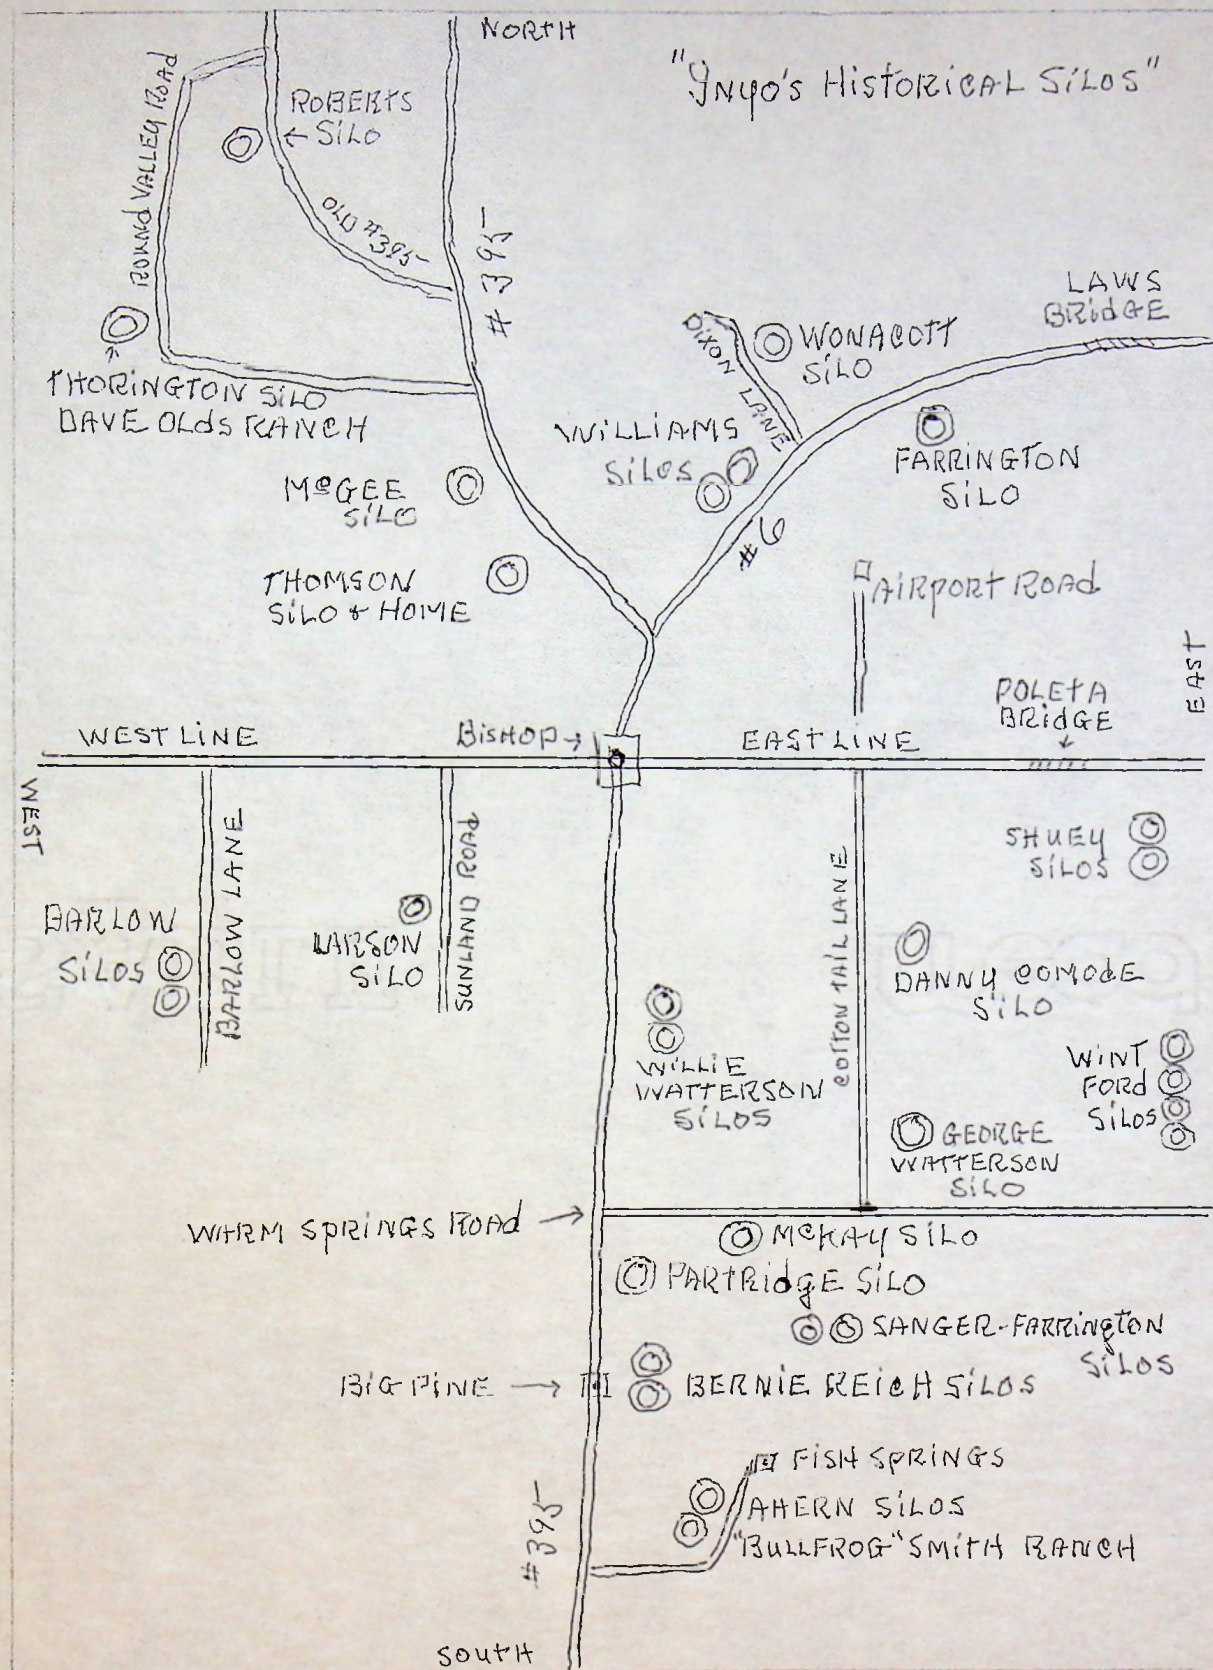 NORTH
"INYO'S HISTORICAL SILOS"
ROUND VALLEY ROAD
ROBERTS
SILO
OLD #395
#395
LAWS
BRIDGE
DIXON LANE
WONACOTT
SILO
THORINGTON SILO
DAVE OLDS RANCH
WILLIAMS
SILOS
FARRINGTON
SILO
McGEE
SILO
#6
THOMSON
SILO & HOME
AIRPORT ROAD
EAST
POLETA
BRIDGE
WEST LINE
BISHOP
EAST LINE
WEST
BARLOW LANE
SUNLAND ROAD
COTTON TAIL LANE
SHUEY
SILOS
BARLOW
SILOS
LARSON
SILO
DANNY COMODE
SILO
WILLIE
WATTERSON
SILOS
WINT
FORD
SILOS
GEORGE
WATTERSON
SILO
WARM SPRINGS ROAD
McKAY SILO
PARTRIDGE SILO
SANGER-FARRINGTON
SILOS
BIG PINE
BERNIE REICH SILOS
FISH SPRINGS
AHERN SILOS
"BULLFROG" SMITH RANCH
#395
SOUTH